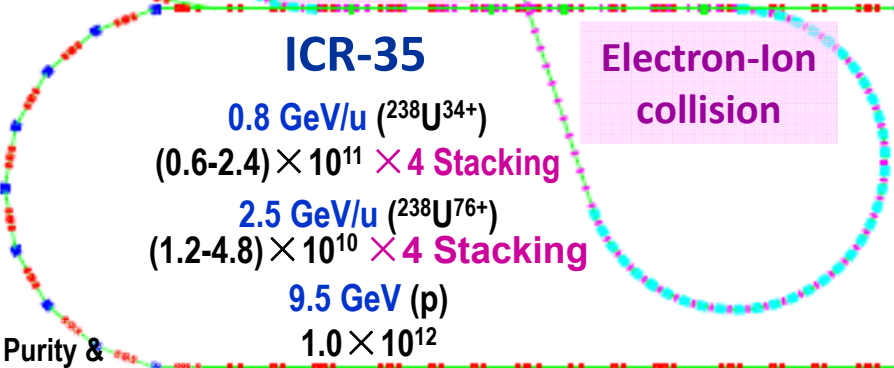 ICR-35
Electron-Ion
collision
0.8 GeV/u (²³⁸U³⁴⁺)
(0.6-2.4)×10¹¹ ×4 Stacking
2.5 GeV/u (²³⁸U⁷⁶⁺)
(1.2-4.8)×10¹⁰ ×4 Stacking
9.5 GeV (p)
1.0×10¹²
Purity &